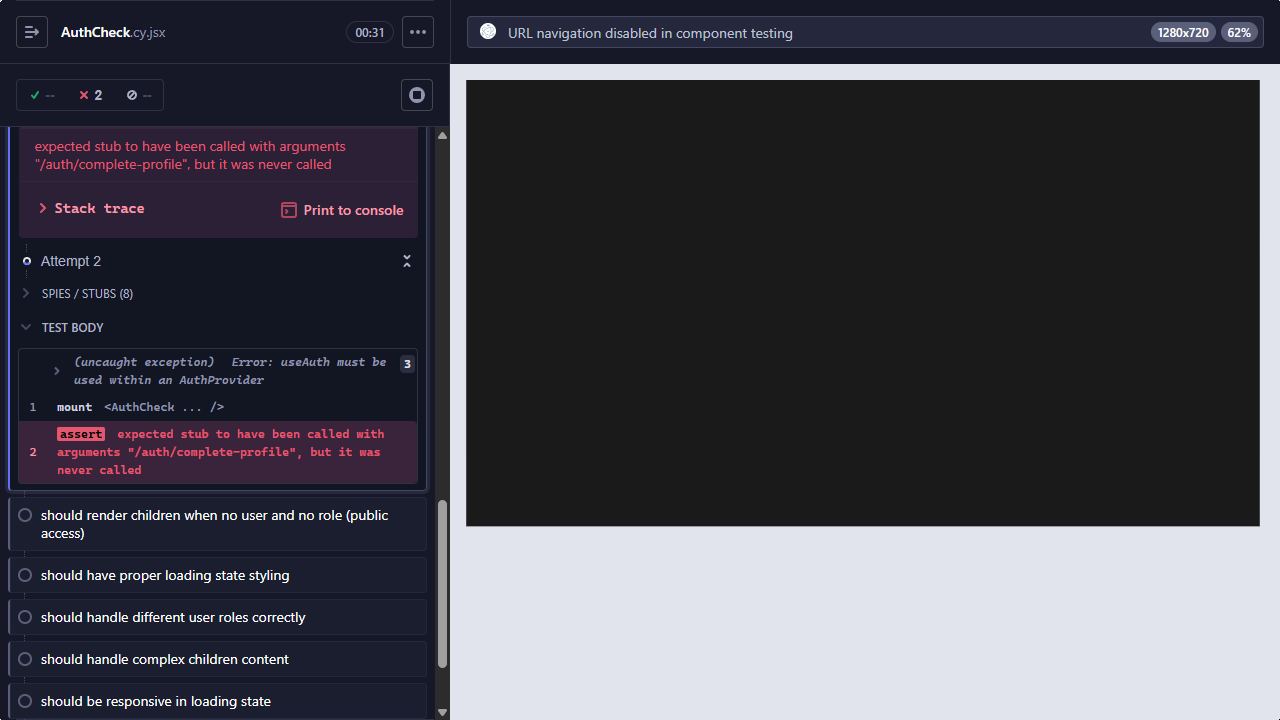 AuthCheck.cy.jsx
00:31
URL navigation disabled in component testing
1280x720
62%
--
2
--
expected stub to have been called with arguments
"/auth/complete-profile", but it was never called
Stack trace
Print to console
Attempt 2
SPIES / STUBS (8)
TEST BODY
(uncaught exception) Error: useAuth must be
used within an AuthProvider
3
1 mount <AuthCheck ... />
assert expected stub to have been called with
2 arguments "/auth/complete-profile", but it was
never called
should render children when no user and no role (public
access)
should have proper loading state styling
should handle different user roles correctly
should handle complex children content
should be responsive in loading state